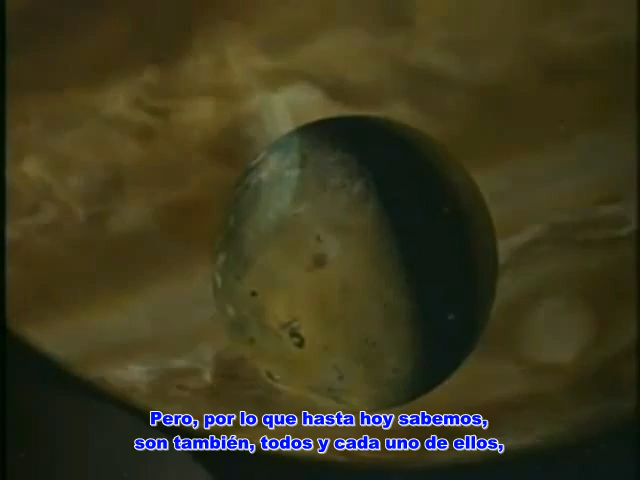 Pero, por lo que hasta hoy sabemos,
son también, todos y cada uno de ellos,